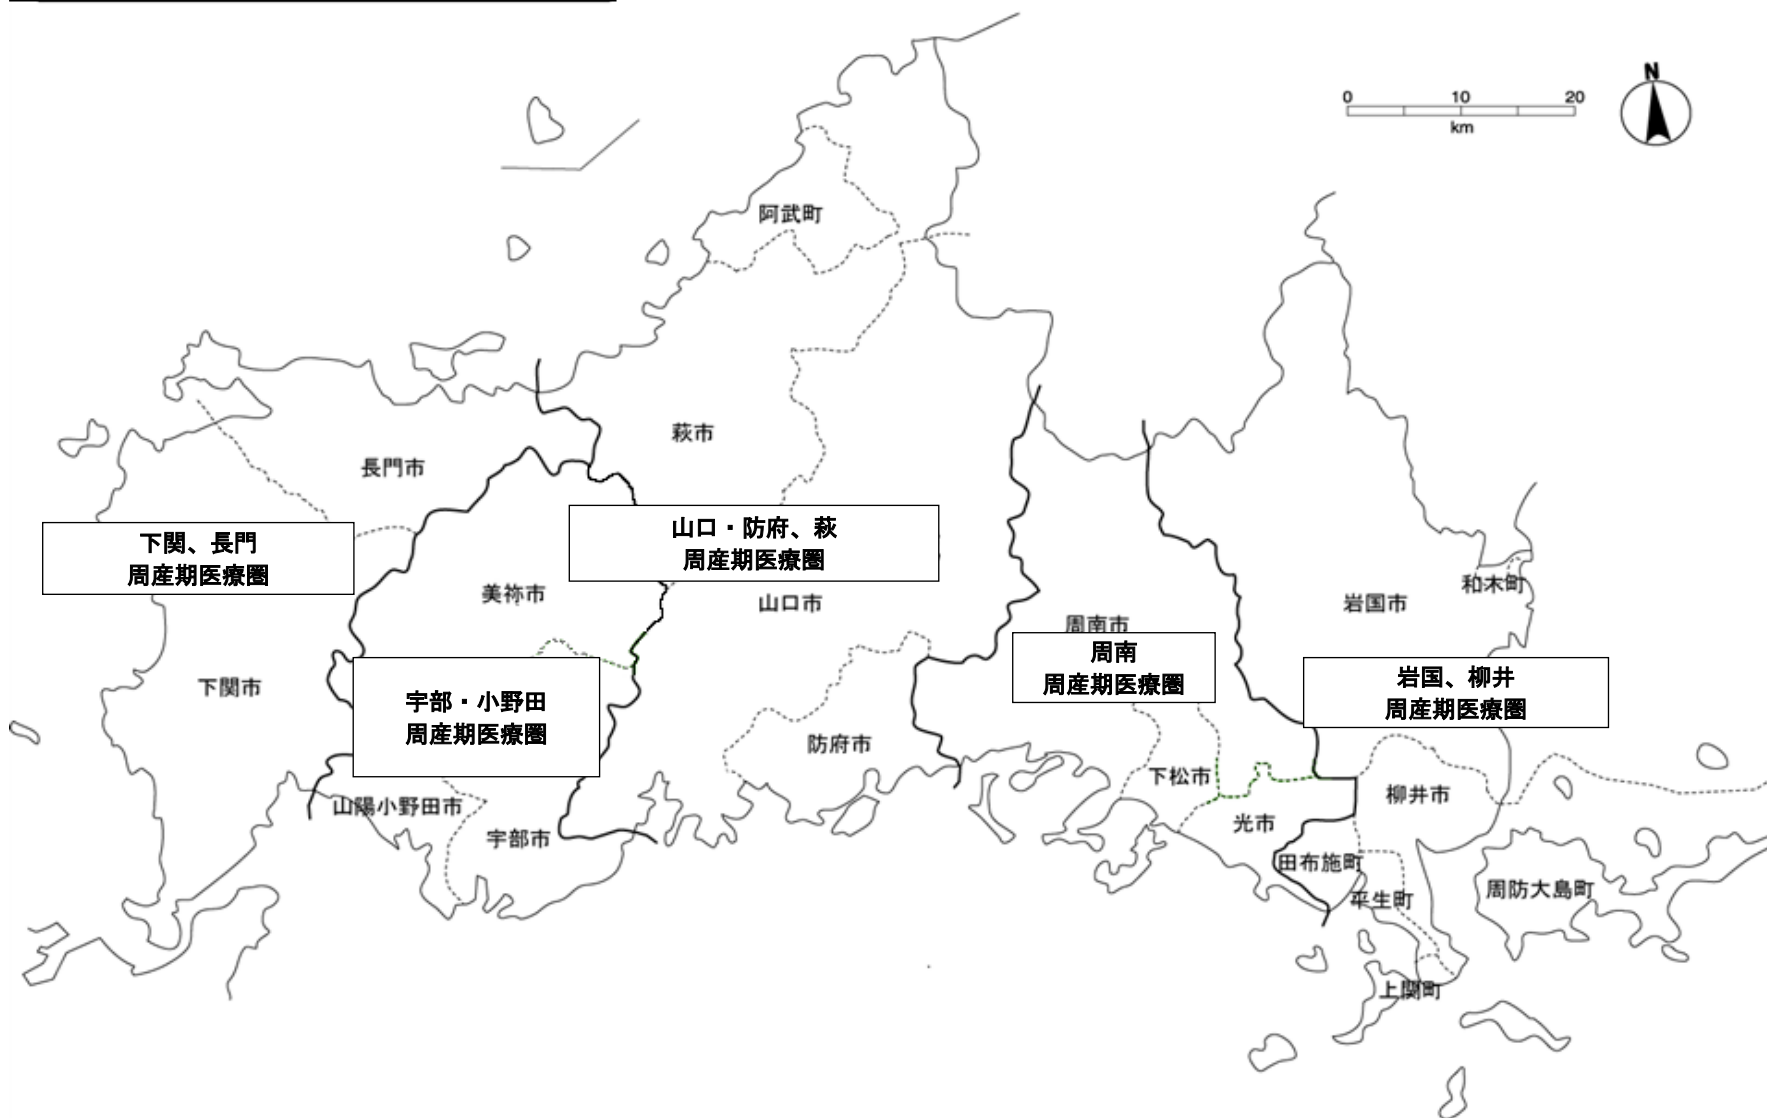 N
0 10 20
km
阿武町
萩市
長門市
下関、長門
周産期医療圏
山口・防府、萩
周産期医療圏
美祢市
山口市
岩国市
和木町
周南市
周南
周産期医療圏
岩国、柳井
周産期医療圏
下関市
宇部・小野田
周産期医療圏
防府市
下松市
柳井市
山陽小野田市
宇部市
光市
田布施町
平生町
周防大島町
上関町